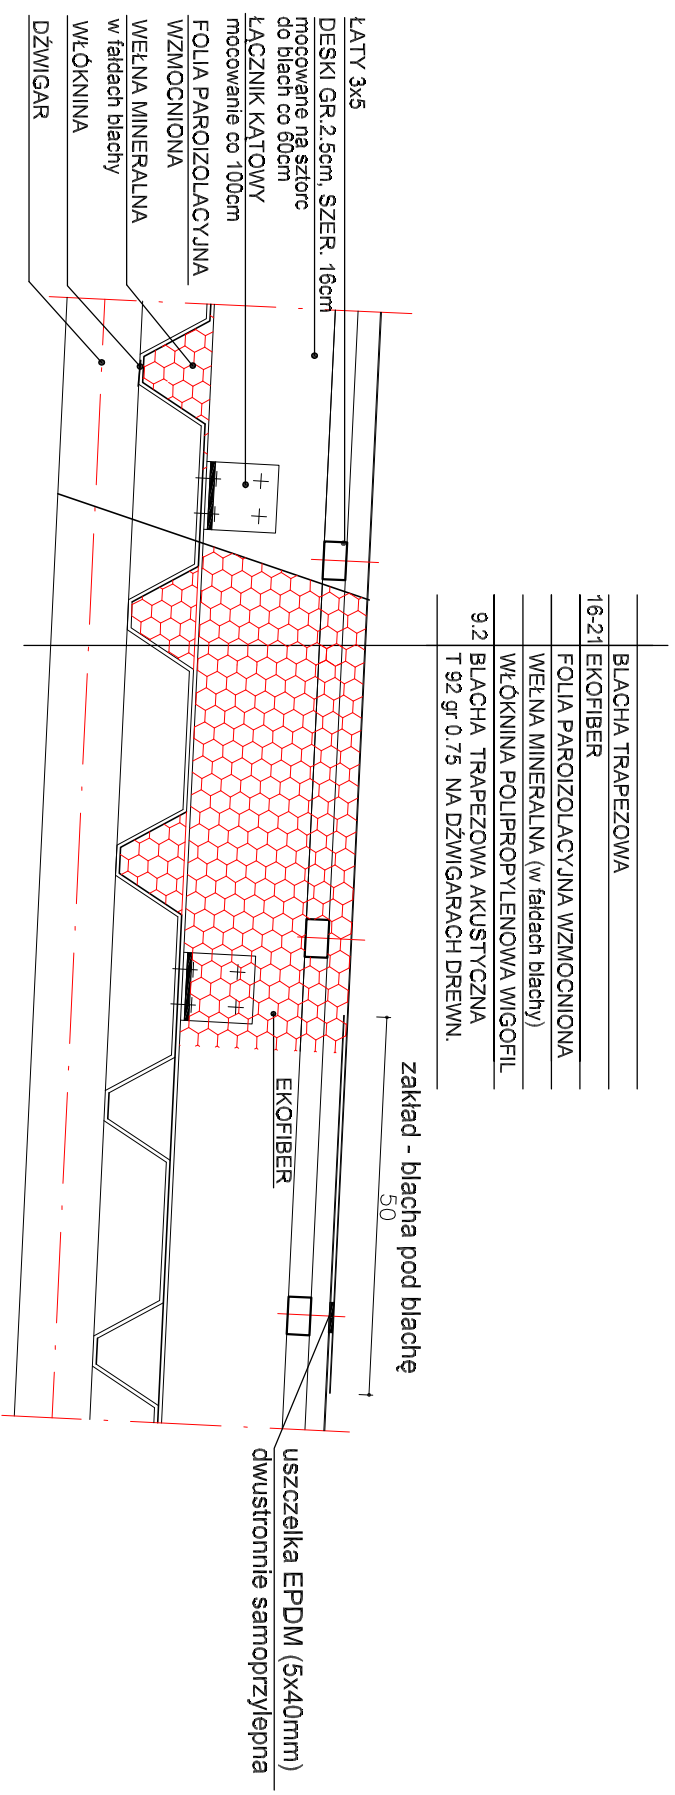 BLACHA TRAPEZOWA
16-21 EKOFIBER
FOLIA PAROIZOLACYJNA WZMOCNIONA
WEŁNA MINERALNA (w fałdach blachy)
WŁÓKNINA POLIPROPYLENOWA WIGOFIL
9.2 BLACHA TRAPEZOWA AKUSTYCZNA
T 92 gr 0.75 NA DŹWIGARACH DREWN.
zakład - blacha pod blachę
50
ŁATY 3x5
DESKI GR.2.5cm, SZER. 16cm
mocowane na sztorc
do blach co 60cm
ŁĄCZNIK KĄTOWY
mocowanie co 100cm
FOLIA PAROIZOLACYJNA
WZMOCNIONA
WEŁNA MINERALNA
w fałdach blachy
WŁÓKNINA
DŹWIGAR
EKOFIBER
uszczelka EPDM (5x40mm)
dwustronnie samoprzylepna